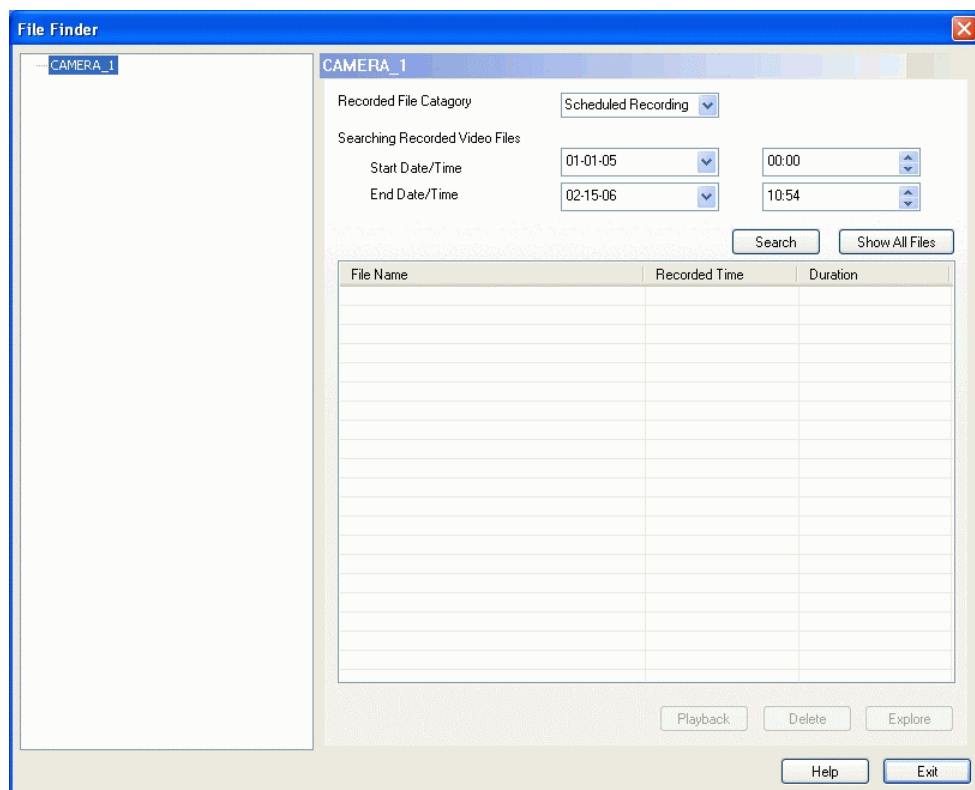 File Finder
CAMERA_1
CAMERA_1
Recorded File Catagory
Scheduled Recording
Searching Recorded Video Files
Start Date/Time
01-01-05
00:00
End Date/Time
02-15-06
10:54
Search
Show All Files
File Name
Recorded Time
Duration
Playback
Delete
Explore
Help
Exit